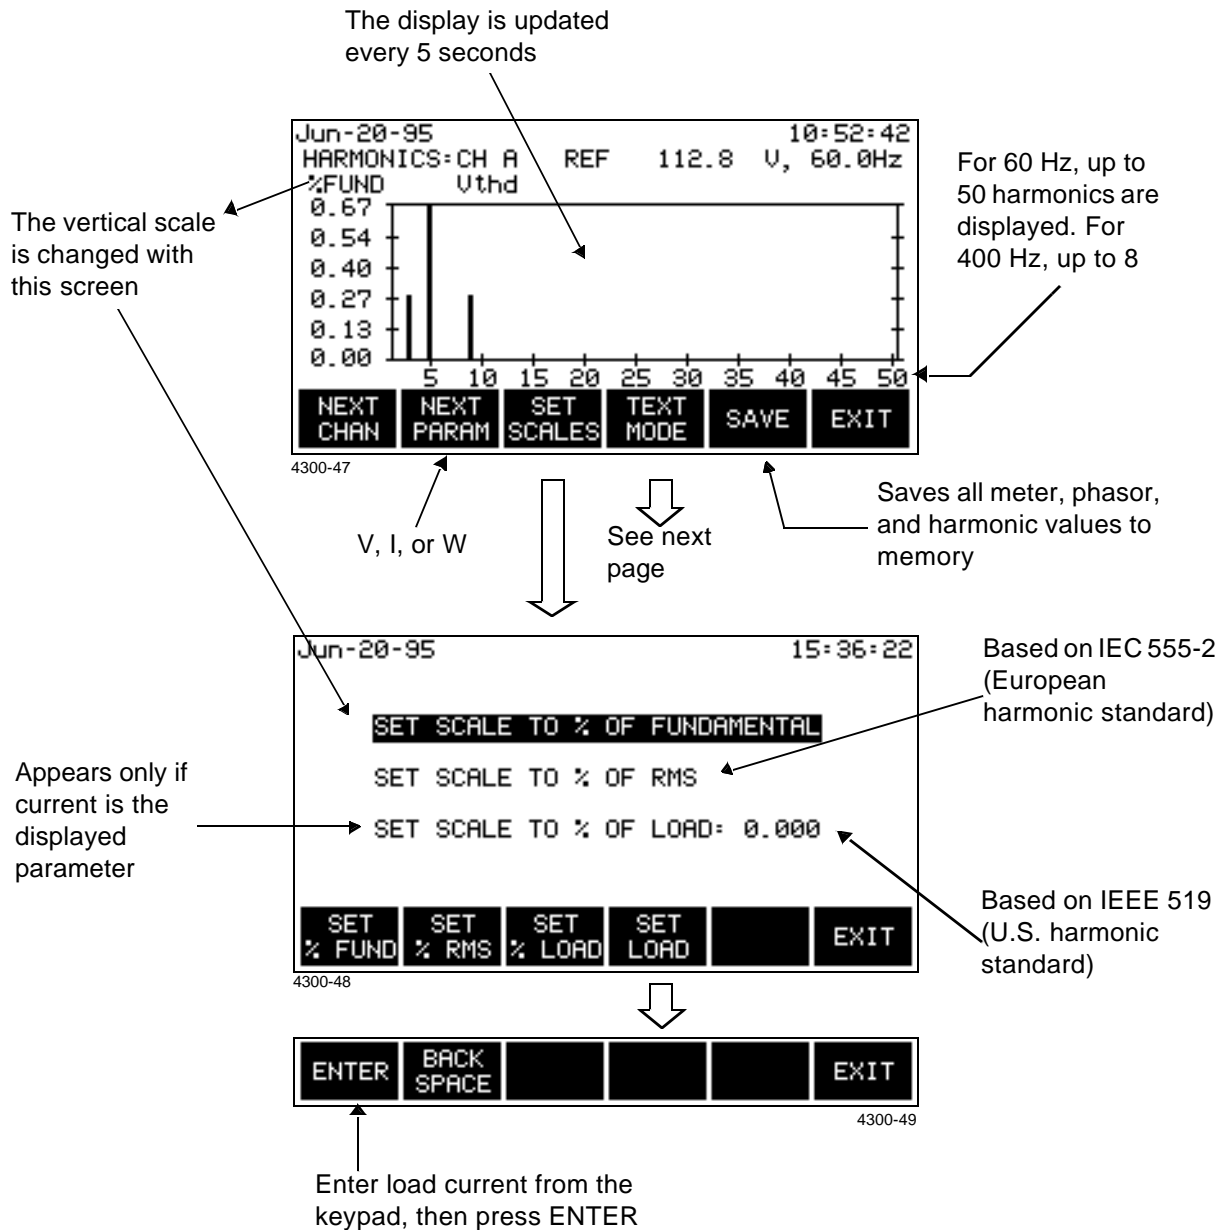 The display is updated
every 5 seconds
Jun-20-95 10:52:42
HARMONICS:CH A REF 112.8 V, 60.0Hz
%FUND Vthd
0.67
0.54
0.40
0.27
0.13
0.00
5 10 15 20 25 30 35 40 45 50
NEXT CHAN
NEXT PARAM
SET SCALES
TEXT MODE
SAVE
EXIT
4300-47
The vertical scale
is changed with
this screen
For 60 Hz, up to
50 harmonics are
displayed. For
400 Hz, up to 8
V, I, or W
See next
page
Saves all meter, phasor,
and harmonic values to
memory
Jun-20-95 15:36:22
SET SCALE TO % OF FUNDAMENTAL
SET SCALE TO % OF RMS
SET SCALE TO % OF LOAD: 0.000
SET % FUND
SET % RMS
SET % LOAD
SET LOAD
EXIT
4300-48
Based on IEC 555-2
(European
harmonic standard)
Appears only if
current is the
displayed
parameter
Based on IEEE 519
(U.S. harmonic
standard)
ENTER
BACK SPACE
EXIT
4300-49
Enter load current from the
keypad, then press ENTER